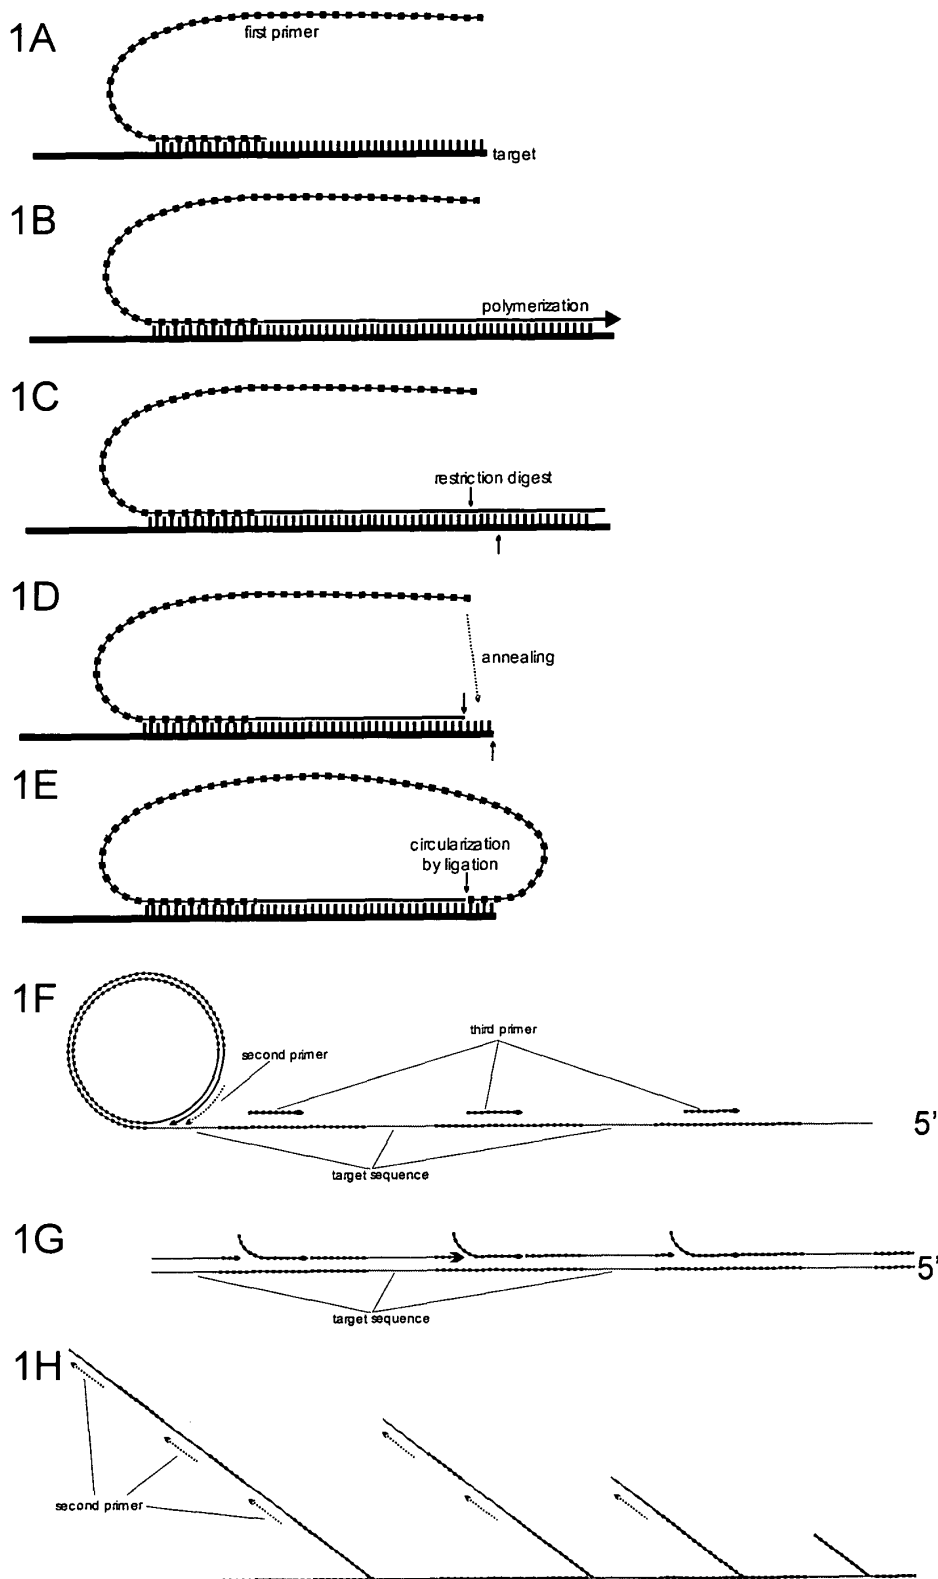 1A
first primer
target
1B
polymerization
1C
restriction digest
1D
annealing
1E
circularization
by ligation
1F
third primer
second primer
5'
target sequence
1G
5'
target sequence
1H
second primer